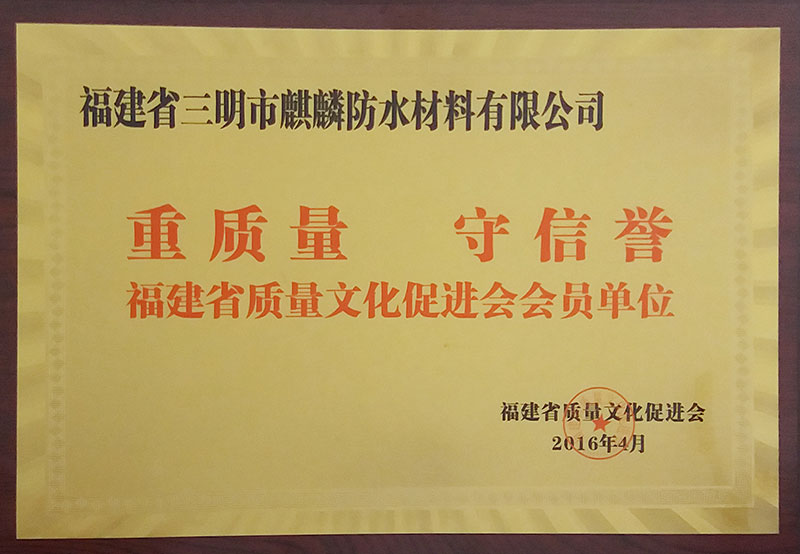 福建省三明市麒麟防水材料有限公司
重质量 守信誉
福建省质量文化促进会会员单位
福建省质量文化促进会
2016年4月